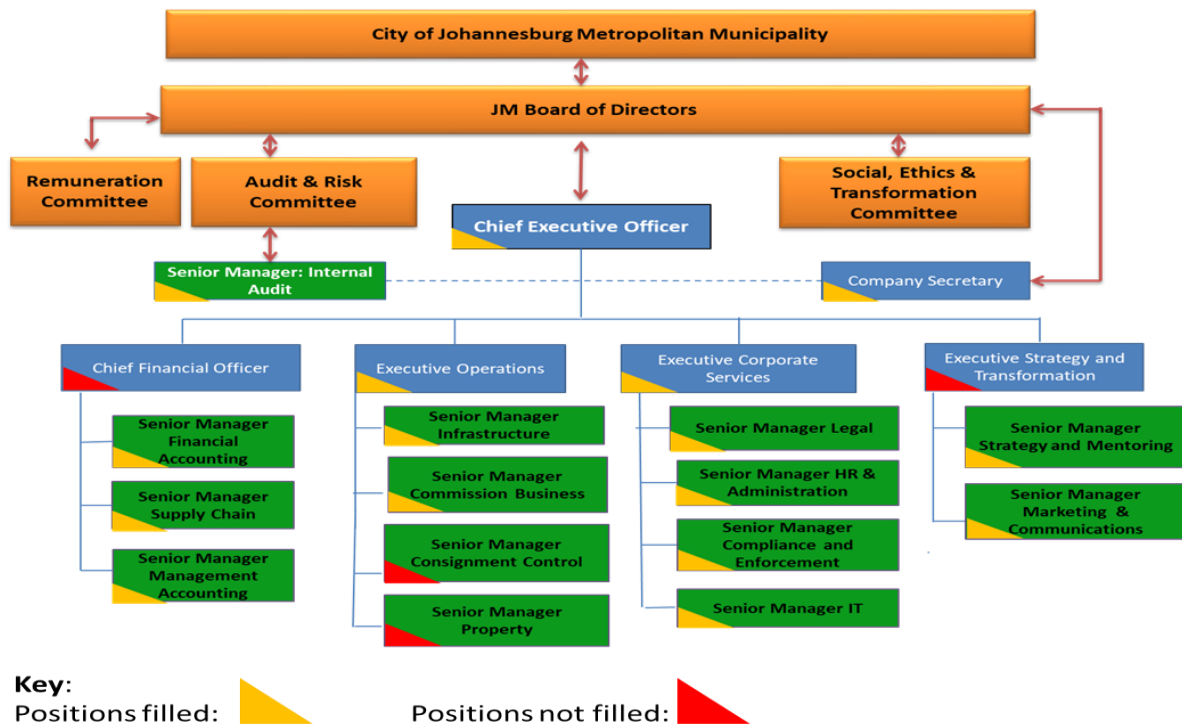 City of Johannesburg Metropolitan Municipality
JM Board of Directors
Remuneration
Committee
Audit & Risk
Committee
Social, Ethics &
Transformation
Committee
Chief Executive Officer
Senior Manager: Internal
Audit
Company Secretary
Chief Financial Officer
Executive Operations
Executive Corporate
Services
Executive Strategy and
Transformation
Senior Manager
Financial
Accounting
Senior Manager
Supply Chain
Senior Manager
Management
Accounting
Senior Manager
Infrastructure
Senior Manager
Commission Business
Senior Manager
Consignment Control
Senior Manager
Property
Senior Manager Legal
Senior Manager HR &
Administration
Senior Manager
Compliance and
Enforcement
Senior Manager IT
Senior Manager
Strategy and Mentoring
Senior Manager
Marketing &
Communications
Key:
Positions filled:
Positions not filled: